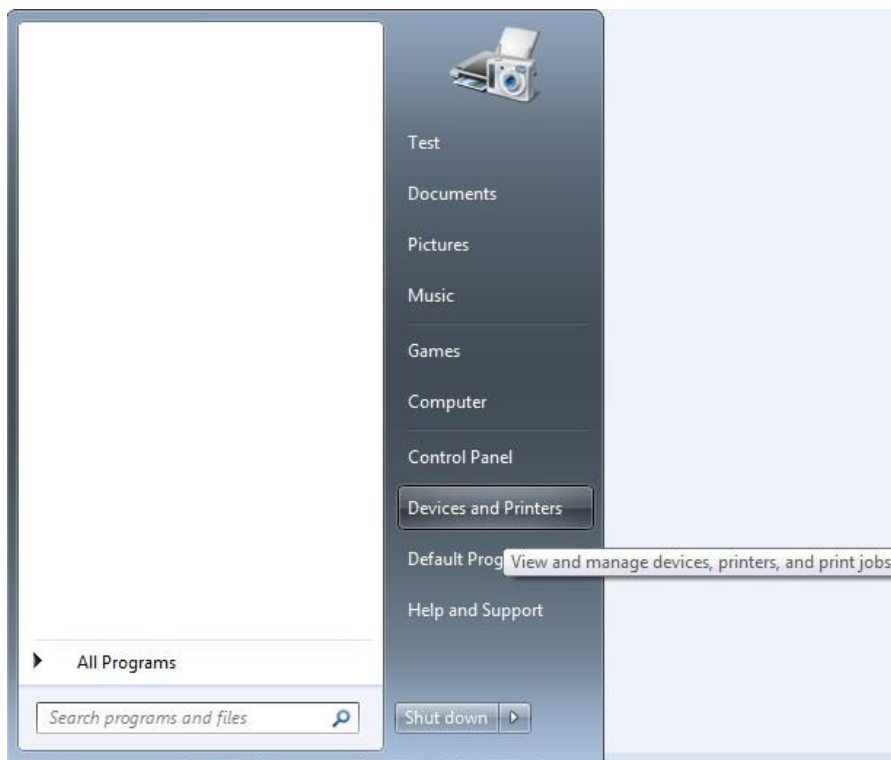 Test
Documents
Pictures
Music
Games
Computer
Control Panel
Devices and Printers
Default Prog
View and manage devices, printers, and print jobs
Help and Support
All Programs
Search programs and files
Shut down